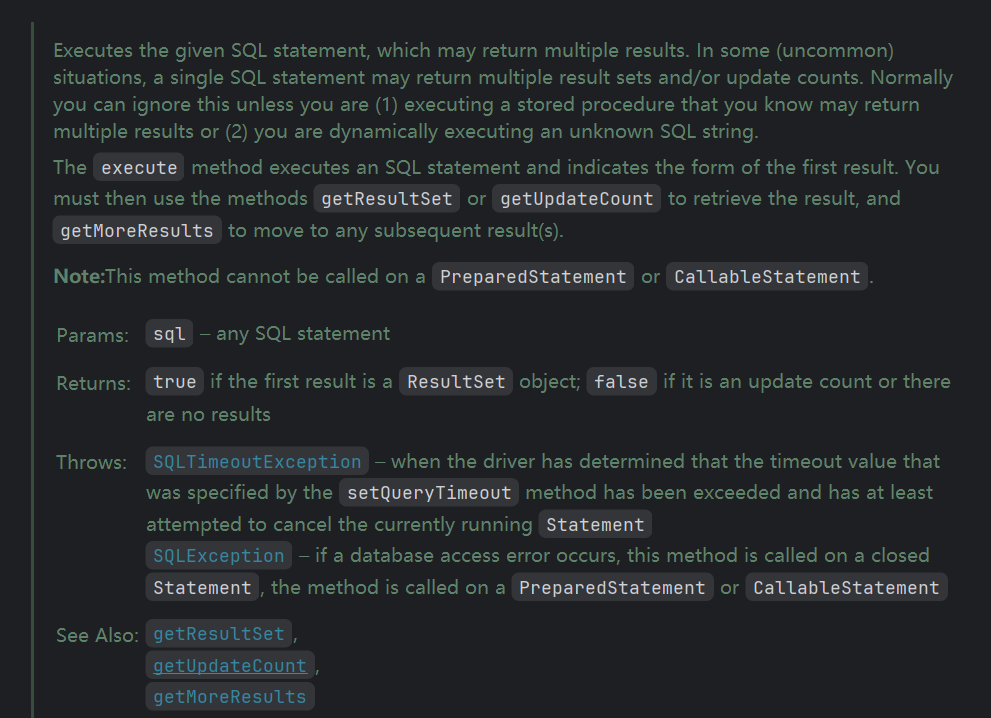 Executes the given SQL statement, which may return multiple results. In some (uncommon)
situations, a single SQL statement may return multiple result sets and/or update counts. Normally
you can ignore this unless you are (1) executing a stored procedure that you know may return
multiple results or (2) you are dynamically executing an unknown SQL string.
The execute method executes an SQL statement and indicates the form of the first result. You
must then use the methods getResultSet or getUpdateCount to retrieve the result, and
getMoreResults to move to any subsequent result(s).
Note:This method cannot be called on a PreparedStatement or CallableStatement.
Params: sql – any SQL statement
Returns: true if the first result is a ResultSet object; false if it is an update count or there
are no results
Throws: SQLTimeoutException – when the driver has determined that the timeout value that
was specified by the setQueryTimeout method has been exceeded and has at least
attempted to cancel the currently running Statement
SQLException – if a database access error occurs, this method is called on a closed
Statement, the method is called on a PreparedStatement or CallableStatement
See Also: getResultSet,
getUpdateCount,
getMoreResults